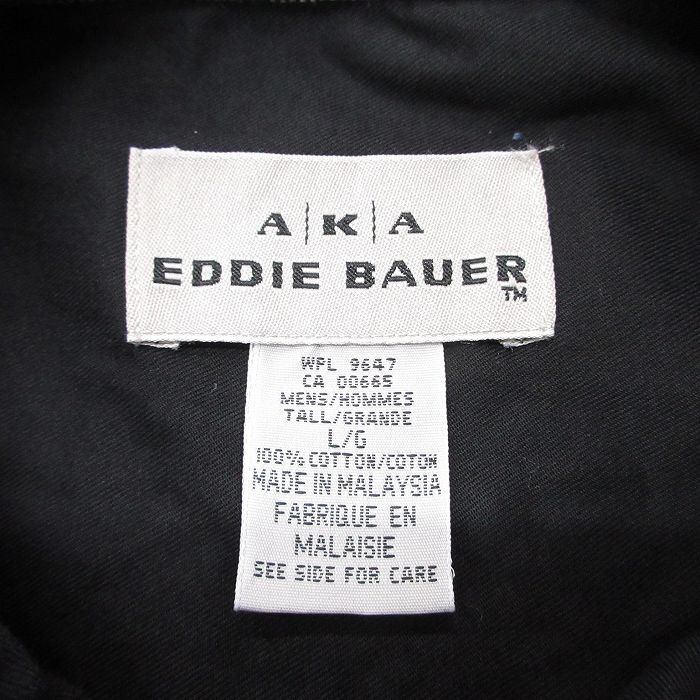 A|K|A
EDDIE BAUER
TM
WPL 9647
CA 00665
MENS/HOMMES
TALL/GRANDE
L/G
100% COTTON/COTON
MADE IN MALAYSIA
FABRIQUE EN
MALAISIE
SEE SIDE FOR CARE